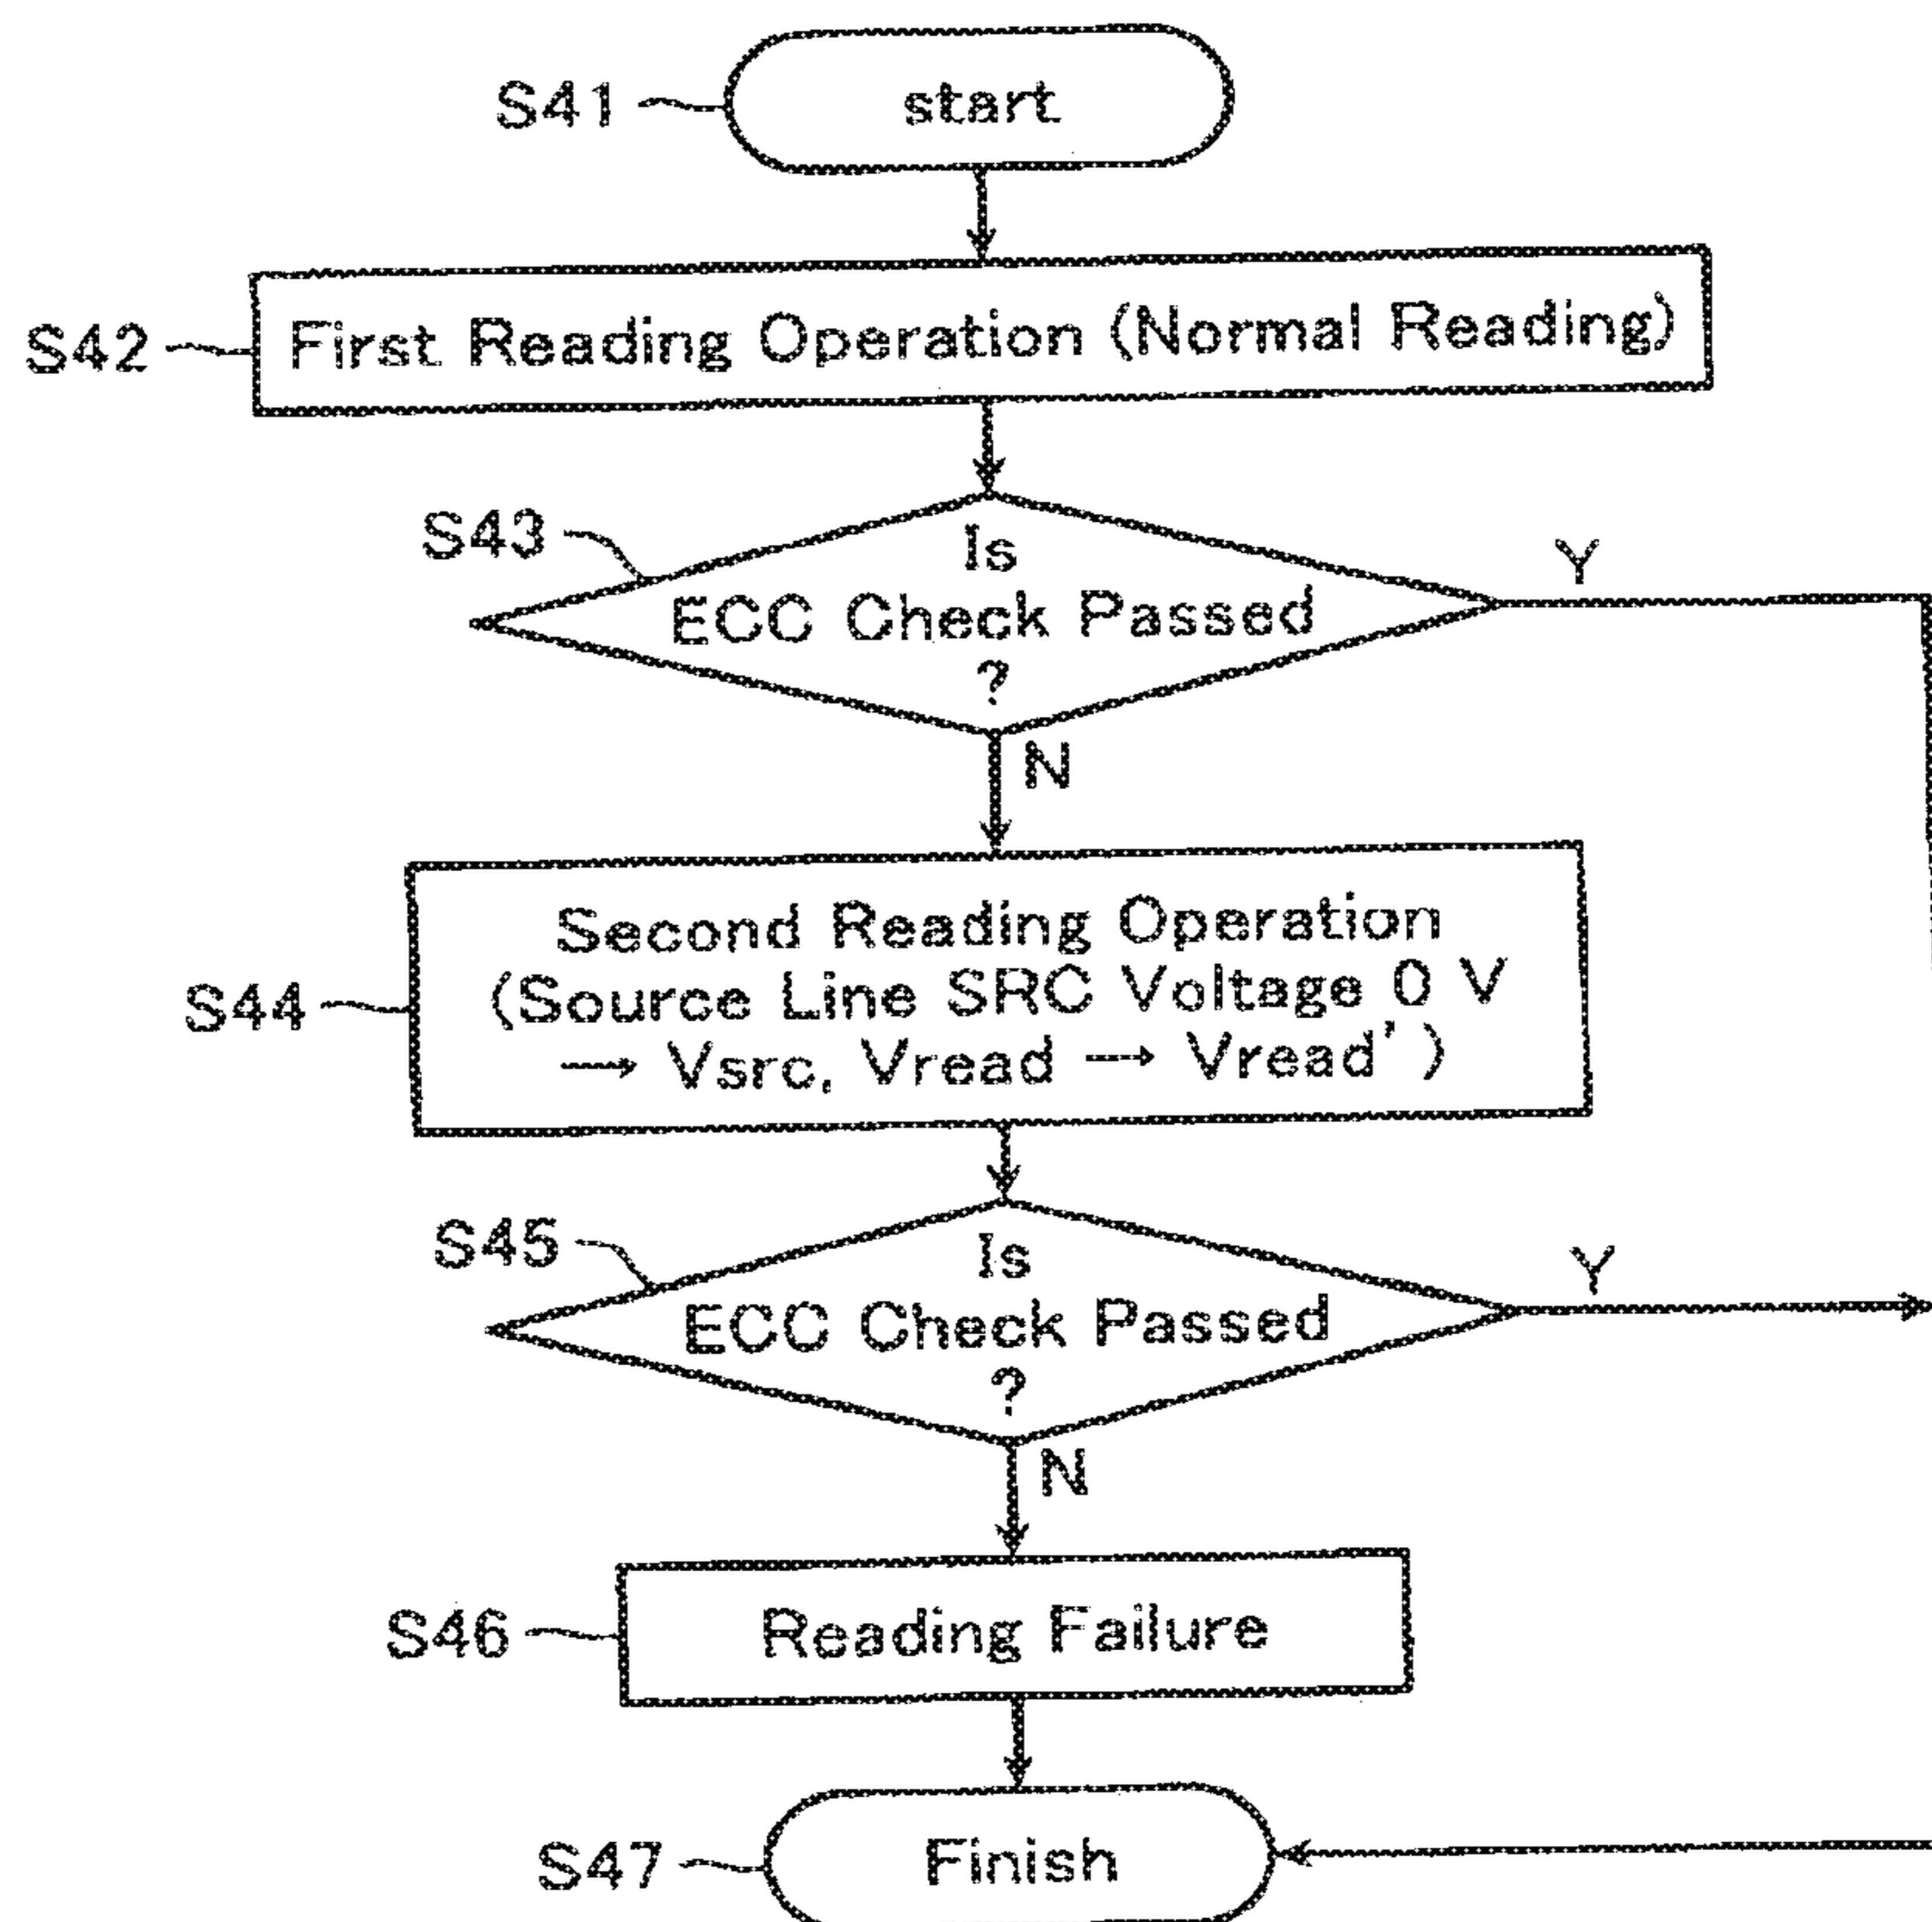 S41
start
S42
First Reading Operation (Normal Reading)
S43
Is
ECC Check Passed
?
Y
N
S44
Second Reading Operation
(Source Line SRC Voltage 0 V
→ Vsrc, Vread → Vread')
S45
Is
ECC Check Passed
?
Y
N
S46
Reading Failure
S47
Finish